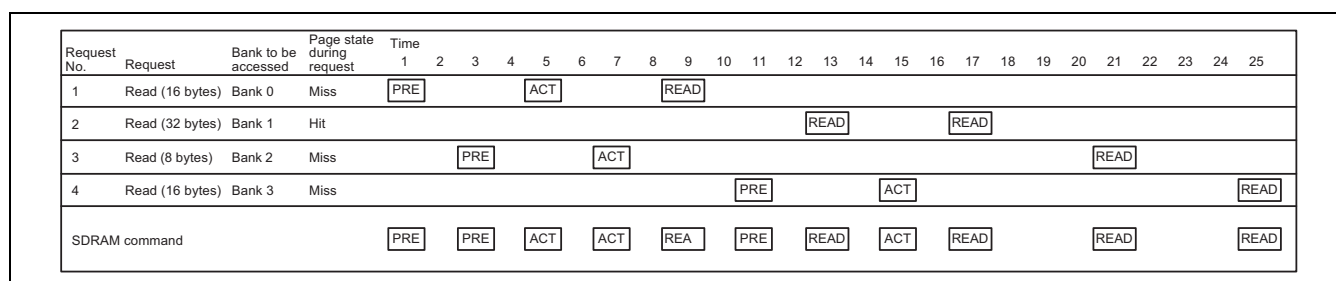 Request No. Request Bank to be accessed Page state during request Time
1 2 3 4 5 6 7 8 9 10 11 12 13 14 15 16 17 18 19 20 21 22 23 24 25
1 Read (16 bytes) Bank 0 Miss PRE ACT READ
2 Read (32 bytes) Bank 1 Hit READ READ
3 Read (8 bytes) Bank 2 Miss PRE ACT READ
4 Read (16 bytes) Bank 3 Miss PRE ACT READ
SDRAM command PRE PRE ACT ACT REA PRE READ ACT READ READ READ